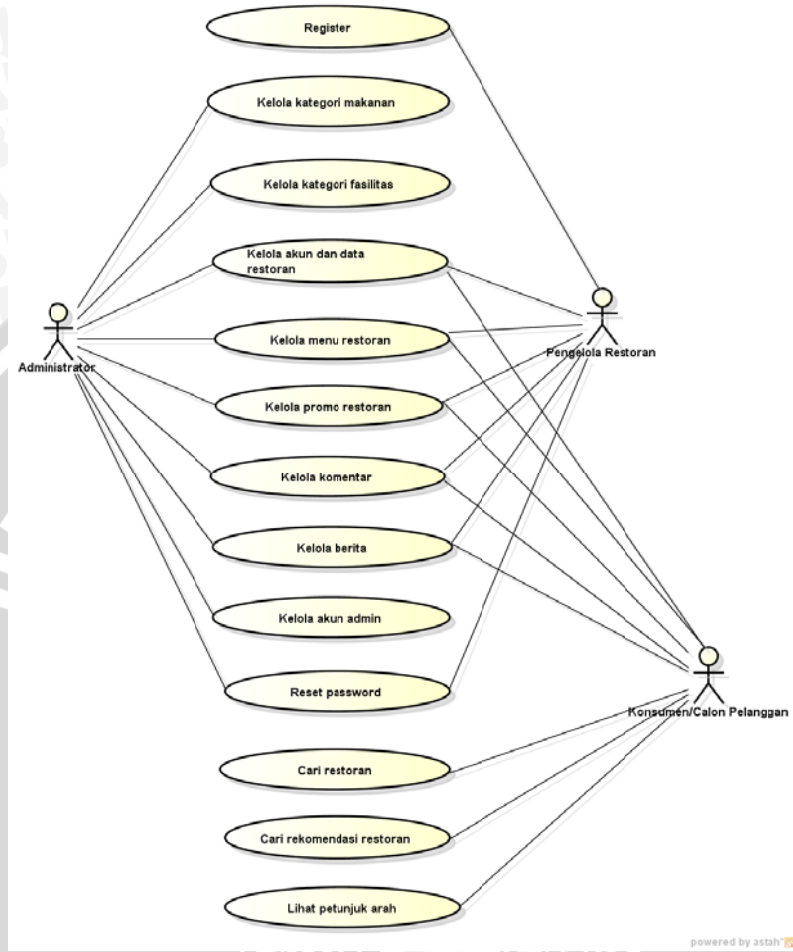 Register
Kelola kategori makanan
Kelola kategori fasilitas
Kelola akun dan data
restoran
Kelola menu restoran
Administrator
Pengelola Restoran
Kelola promo restoran
Kelola komentar
Kelola berita
Kelola akun admin
Reset password
Konsumen/Calon Pelanggan
Cari restoran
Cari rekomendasi restoran
Lihat petunjuk arah
powered by astah*